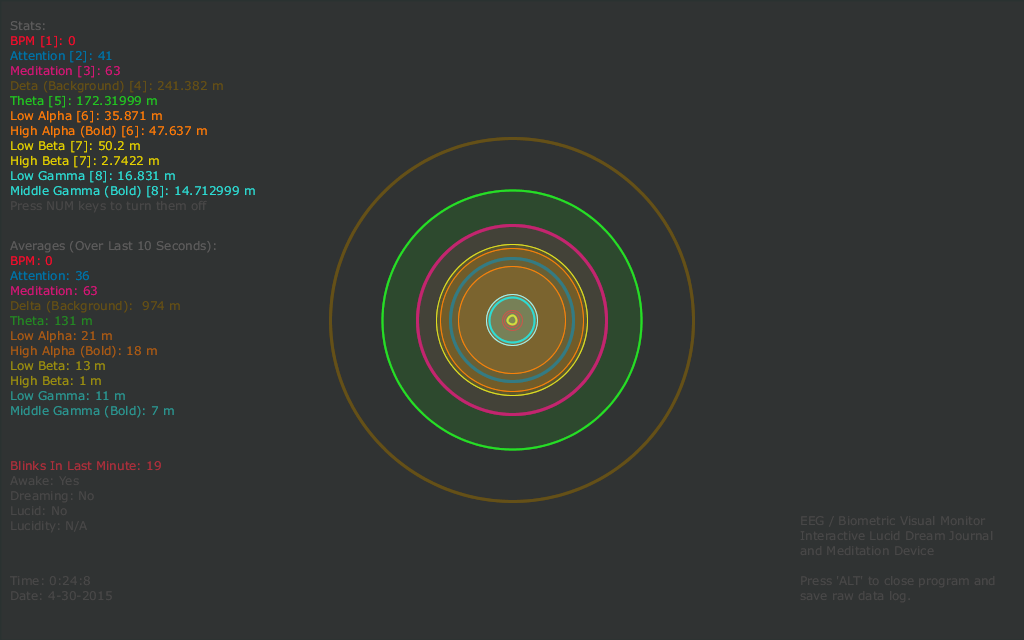 Stats:
BPM [1]: 0
Attention [2]: 41
Meditation [3]: 63
Deta (Background) [4]: 241.382 m
Theta [5]: 172.31999 m
Low Alpha [6]: 35.871 m
High Alpha (Bold) [6]: 47.637 m
Low Beta [7]: 50.2 m
High Beta [7]: 2.7422 m
Low Gamma [8]: 16.831 m
Middle Gamma (Bold) [8]: 14.712999 m
Press NUM keys to turn them off
Averages (Over Last 10 Seconds):
BPM: 0
Attention: 36
Meditation: 63
Delta (Background): 974 m
Theta: 131 m
Low Alpha: 21 m
High Alpha (Bold): 18 m
Low Beta: 13 m
High Beta: 1 m
Low Gamma: 11 m
Middle Gamma (Bold): 7 m
Blinks In Last Minute: 19
Awake: Yes
Dreaming: No
Lucid: No
Lucidity: N/A
Time: 0:24:8
Date: 4-30-2015
EEG / Biometric Visual Monitor
Interactive Lucid Dream Journal
and Meditation Device
Press 'ALT' to close program and
save raw data log.